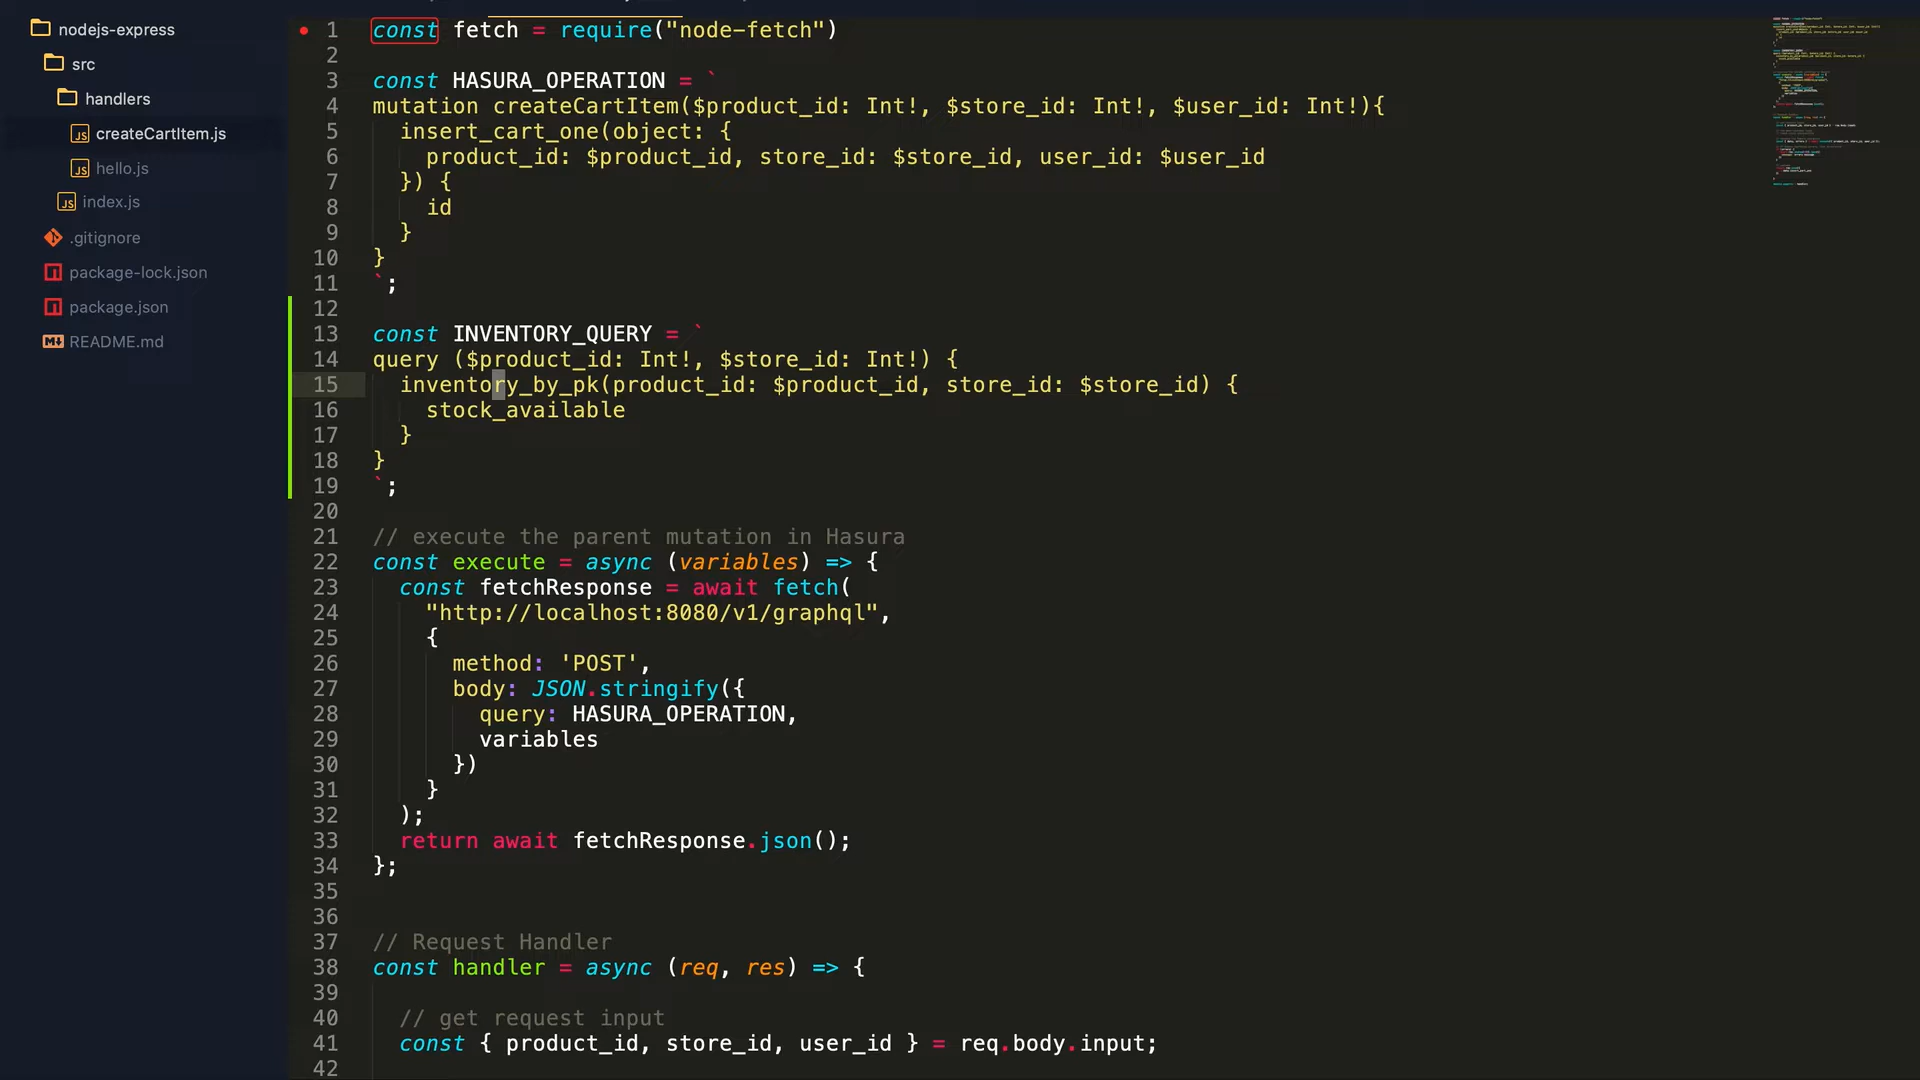 nodejs-express
src
handlers
createCartItem.js
hello.js
index.js
.gitignore
package-lock.json
package.json
README.md
1 const fetch = require("node-fetch")
2
3 const HASURA_OPERATION = `
4 mutation createCartItem($product_id: Int!, $store_id: Int!, $user_id: Int!){
5 insert_cart_one(object: {
6 product_id: $product_id, store_id: $store_id, user_id: $user_id
7 }) {
8 id
9 }
10 }
11 `;
12
13 const INVENTORY_QUERY = `
14 query ($product_id: Int!, $store_id: Int!) {
15 inventory_by_pk(product_id: $product_id, store_id: $store_id) {
16 stock_available
17 }
18 }
19 `;
20
21 // execute the parent mutation in Hasura
22 const execute = async (variables) => {
23 const fetchResponse = await fetch(
24 "http://localhost:8080/v1/graphql",
25 {
26 method: 'POST',
27 body: JSON.stringify({
28 query: HASURA_OPERATION,
29 variables
30 })
31 }
32 );
33 return await fetchResponse.json();
34 };
35
36
37 // Request Handler
38 const handler = async (req, res) => {
39
40 // get request input
41 const { product_id, store_id, user_id } = req.body.input;
42